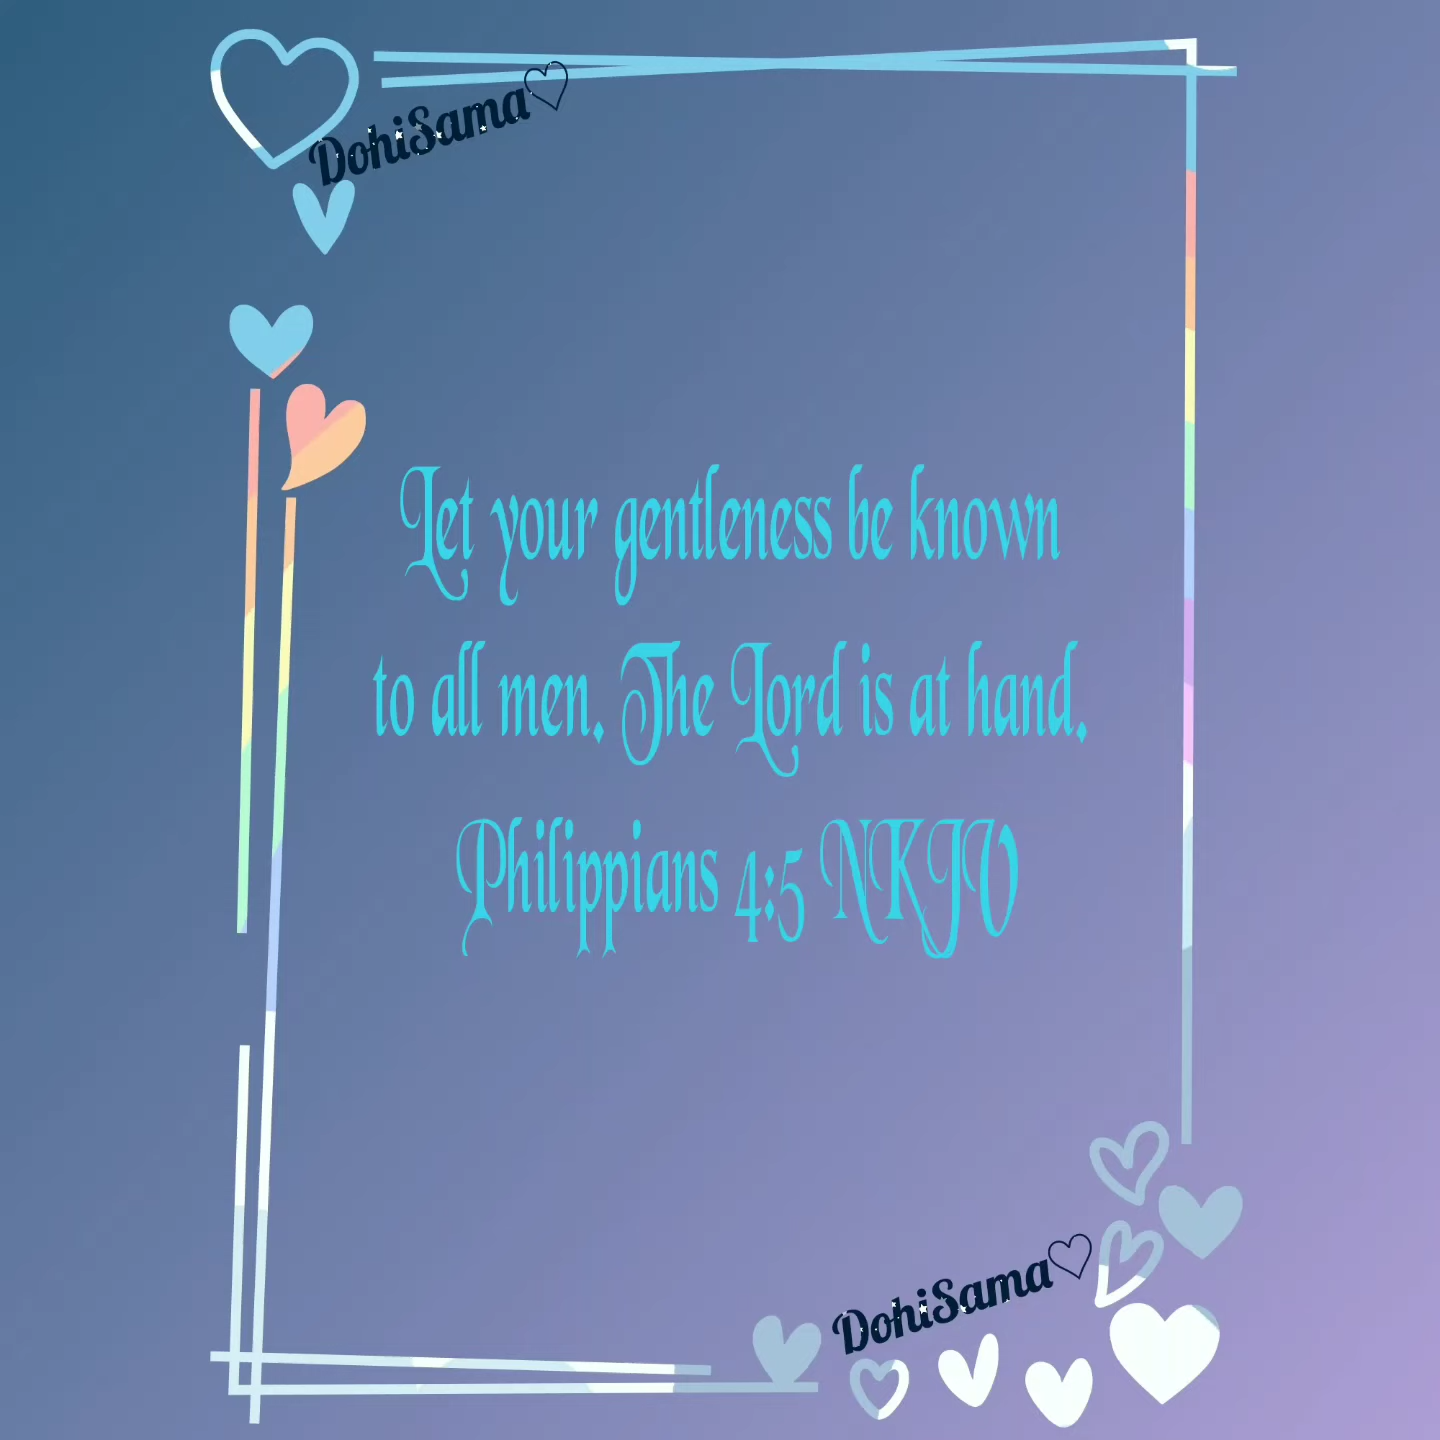 DohiSama♡
Let your gentleness be known
to all men. The Lord is at hand.
Philippians 4:5 NKJV
DohiSama♡